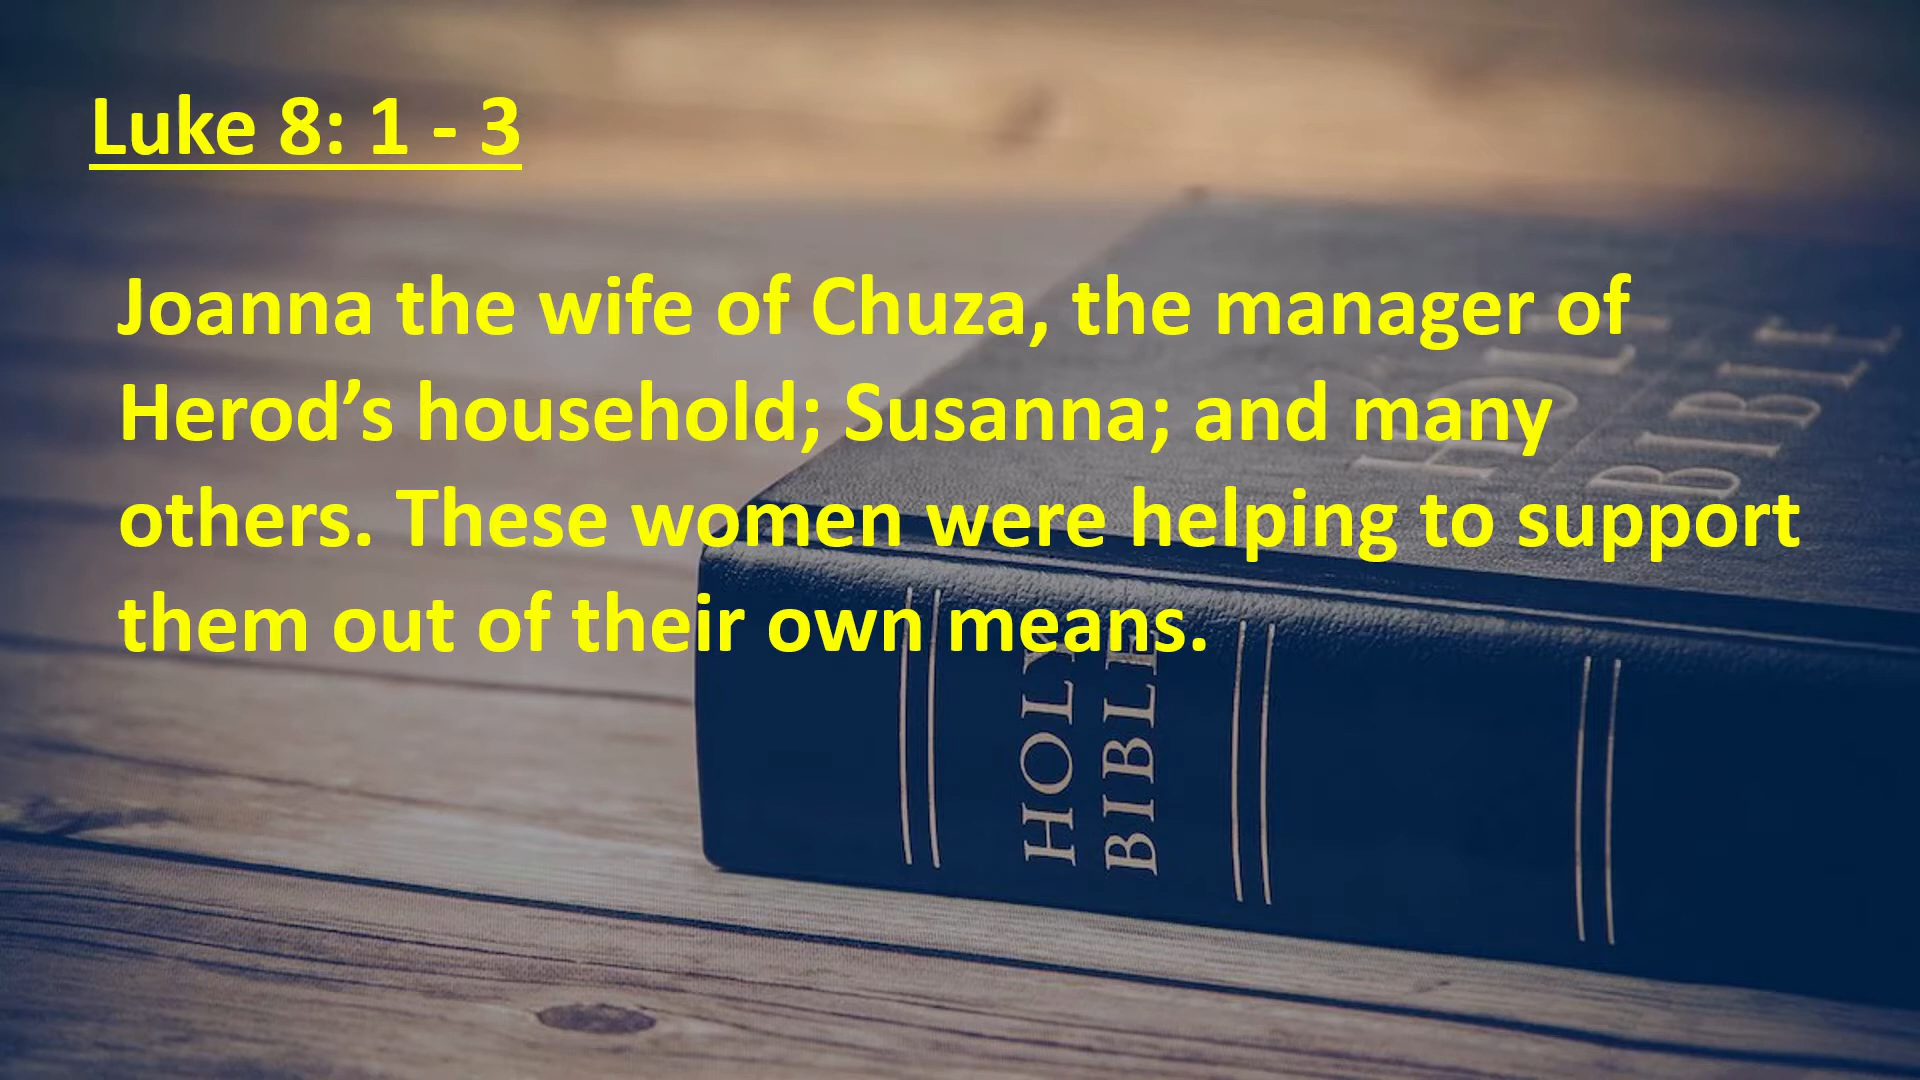 Luke 8: 1 - 3
Joanna the wife of Chuza, the manager of
Herod’s household; Susanna; and many
others. These women were helping to support
them out of their own means.
HOLY
BIBLE
HOLY
BIBLE